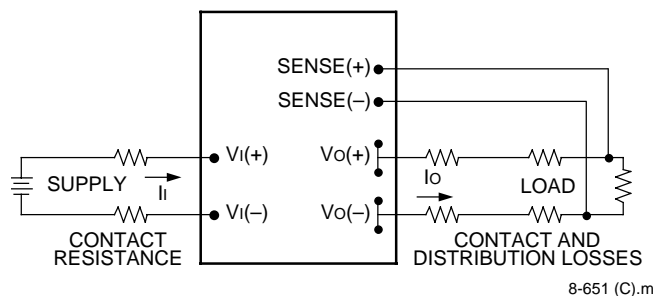 SENSE(+)
SENSE(–)
VI(+)
VO(+)
SUPPLY
II
IO
LOAD
VI(–)
VO(–)
CONTACT
RESISTANCE
CONTACT AND
DISTRIBUTION LOSSES
8-651 (C).m